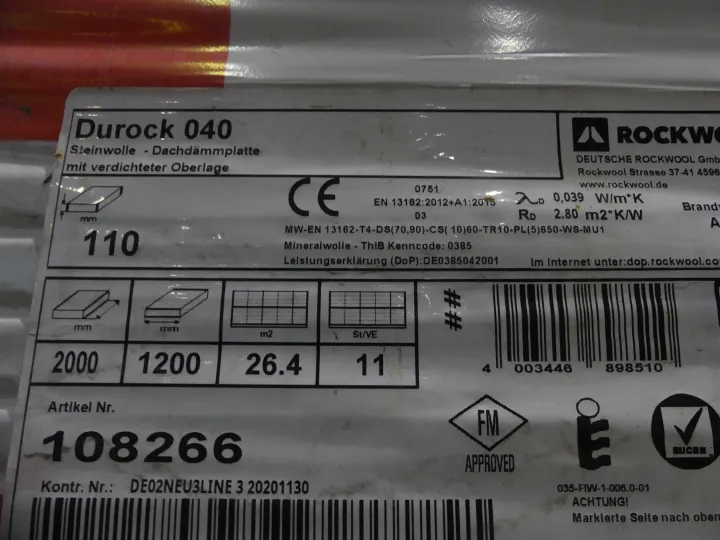 Durock 040
Steinwolle - Dachdämmplatte
mit verdichteter Oberlage
ROCKWO
DEUTSCHE ROCKWOOL Gmb
Rockwool Strasse 37-41 4596
www.rockwool.de
mm
110
CE
0751
EN 13162:2012+A1:2015
03
λD 0,039 W/m*K
RD 2.80 m2*K/W
Brands
A
MW-EN 13162-T4-DS(70,90)-CS(10)60-TR10-PL(5)650-WS-MU1
Mineralwolle - ThIB Kenncode: 0385
Leistungserklärung (DoP):DE0385042001
Im Internet unter:dop.rockwool.co
mm mm m2 St/VE
##
2000 1200 26.4 11
4 003446 898510
Artikel Nr.
108266
FM
APPROVED
EUCEB
Kontr. Nr.: DE02NEU3LINE 3 20201130
035-FIW-1-006.0-01
ACHTUNG!
Markierte Seite nach oben